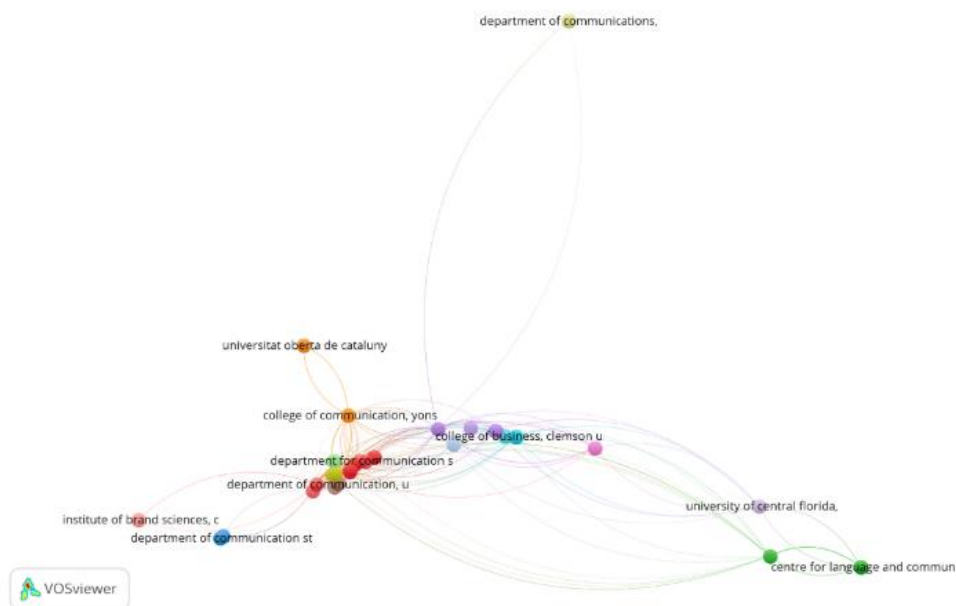 department of communications,
universitat oberta de cataluny
college of communication, yons
college of business, clemson u
department for communication s
department of communication, u
university of central florida,
institute of brand sciences, c
department of communication st
centre for language and commun
VOSviewer